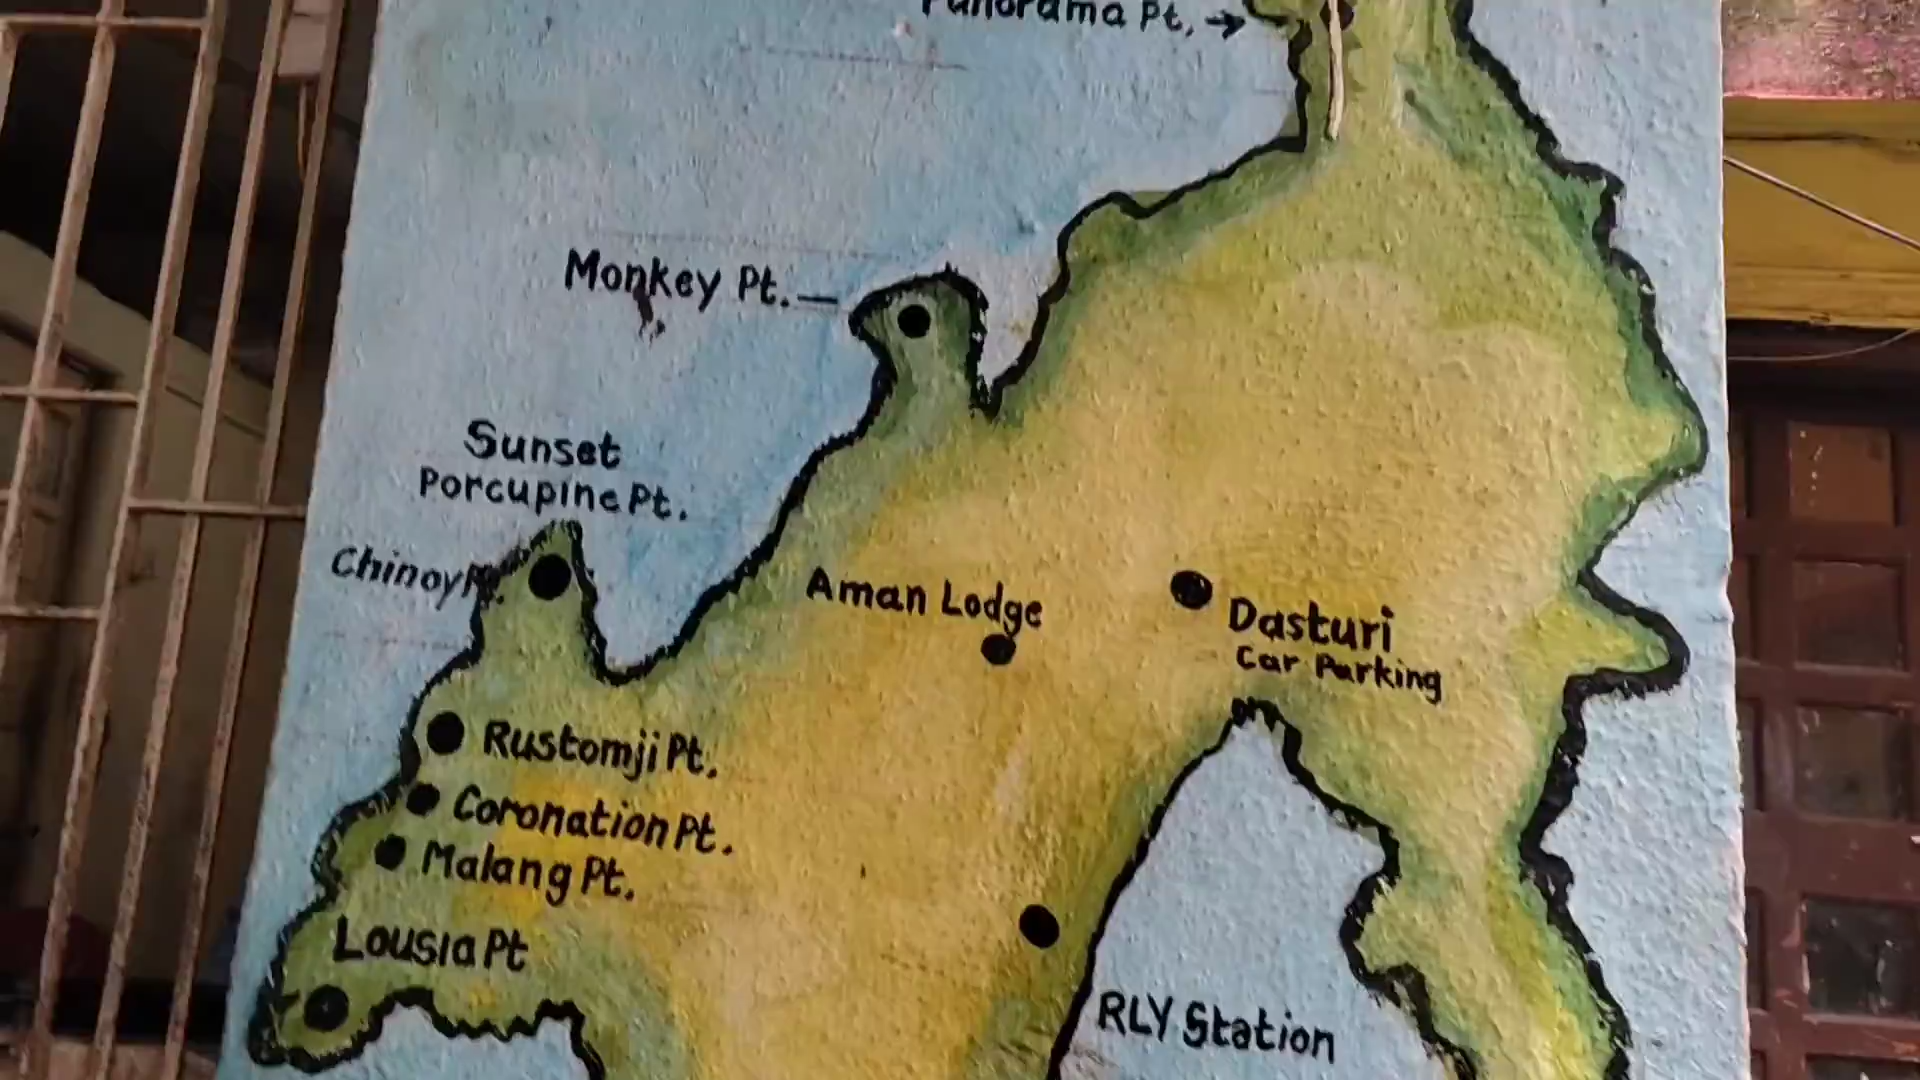 Panorama Pt. →
Monkey Pt. —
Sunset
Porcupine Pt.
Chinoy Pt.
Aman Lodge
Dasturi
Car Parking
Rustomji Pt.
Coronation Pt.
Malang Pt.
Lousia Pt
RLY Station